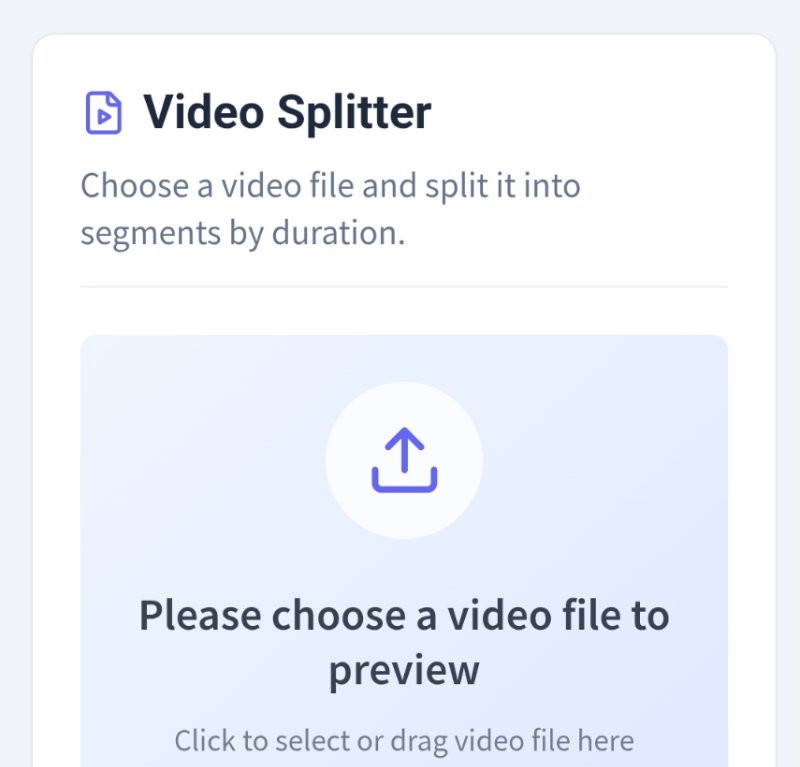 Video Splitter
Choose a video file and split it into
segments by duration.
Please choose a video file to
preview
Click to select or drag video file here